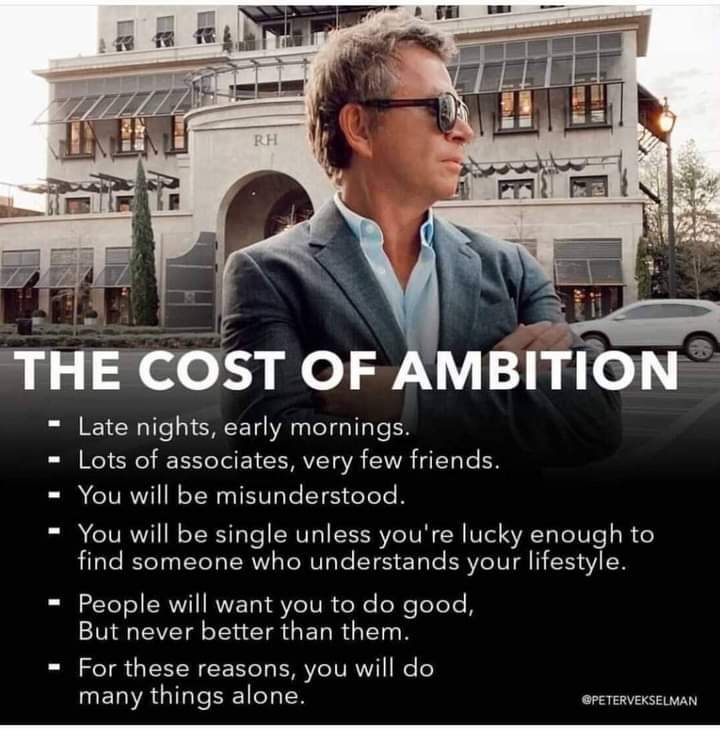 RH
THE COST OF AMBITION
- Late nights, early mornings.
- Lots of associates, very few friends.
- You will be misunderstood.
- You will be single unless you're lucky enough to
find someone who understands your lifestyle.
- People will want you to do good,
But never better than them.
- For these reasons, you will do
many things alone.
@PETERVEKSELMAN